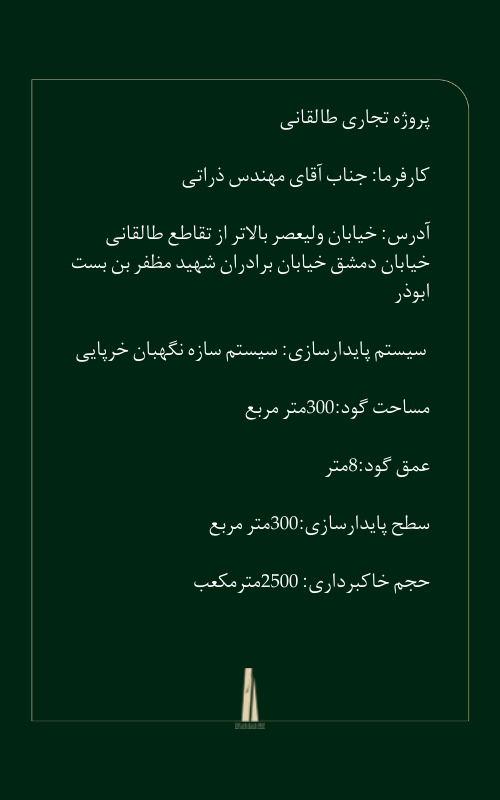 پروژه تجاری طالقانی
کارفرما: جناب آقای مهندس ذراتی
آدرس: خیابان ولیعصر بالاتر از تقاطع طالقانی
خیابان دمشق خیابان برادران شهید مظفر بن بست
ابوذر
سیستم پایدارسازی: سیستم سازه نگهبان خرپایی
مساحت گود:300متر مربع
عمق گود:8متر
سطح پایدارسازی:300متر مربع
حجم خاکبرداری: 2500مترمکعب